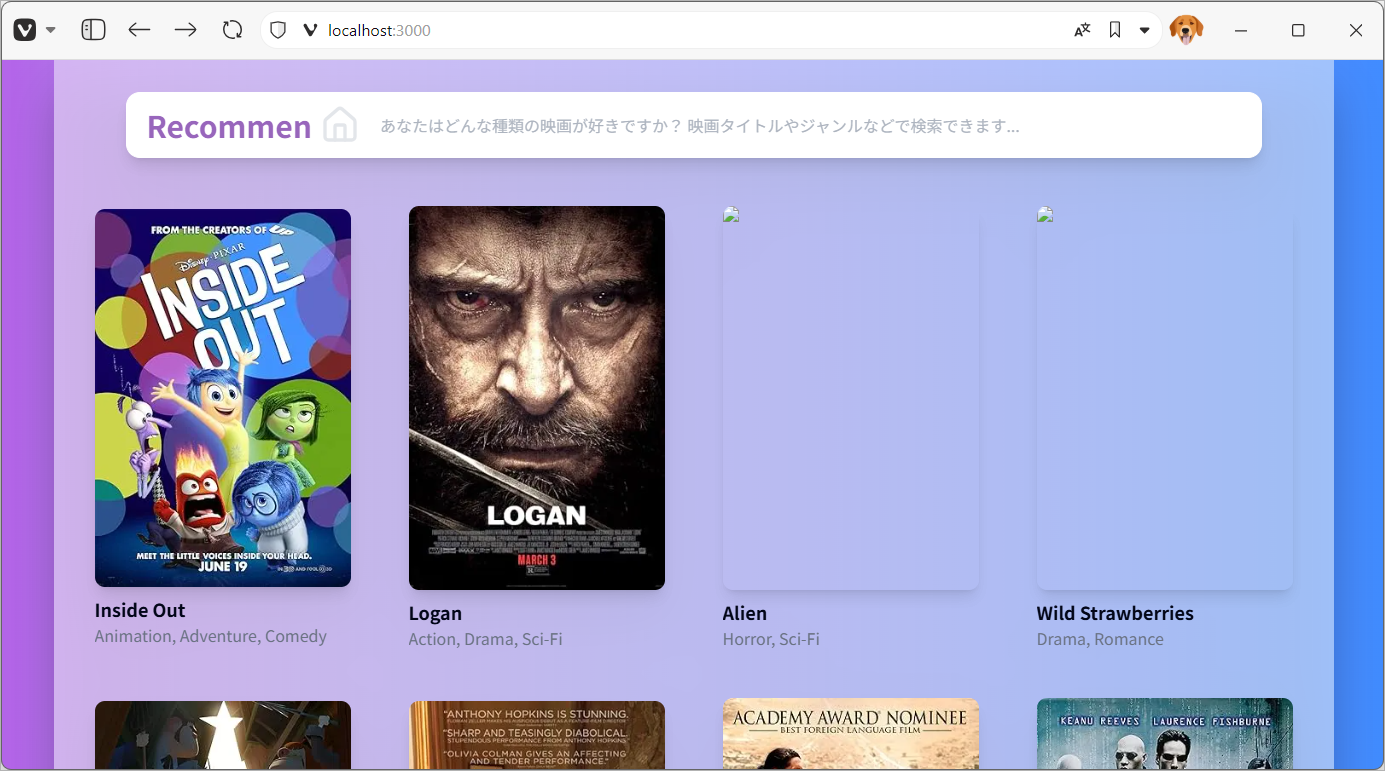 localhost:3000
Recommen
あなたはどんな種類の映画が好きですか？ 映画タイトルやジャンルなどで検索できます...
FROM THE CREATORS OF UP
DISNEY · PIXAR
INSIDE
OUT
MEET THE LITTLE VOICES INSIDE YOUR HEAD.
JUNE 19
LOGAN
MARCH 3
Inside Out
Animation, Adventure, Comedy
Logan
Action, Drama, Sci-Fi
Alien
Horror, Sci-Fi
Wild Strawberries
Drama, Romance
"ANTHONY HOPKINS IS STUNNING.
"SHARP AND TEASINGLY DIABOLICAL.
"OLIVIA COLMAN GIVES AN AFFECTING
AND TENDER PERFORMANCE."
ACADEMY AWARD® NOMINEE
BEST FOREIGN LANGUAGE FILM
KEANU REEVES LAURENCE FISHBURNE